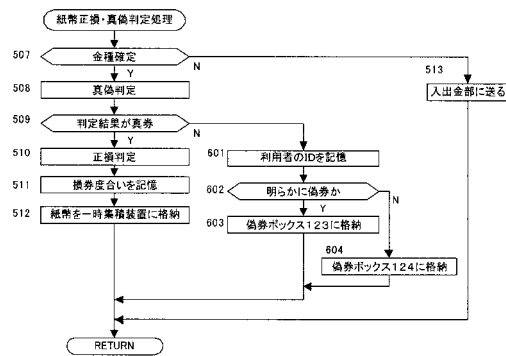 紙幣正損・真偽判定処理
507 金種確定
N
Y
513
508 真偽判定
入出金部に送る
509 判定結果が真券
N
Y
601
510 正損判定
利用者のIDを記憶
511 損券度合いを記憶
602 明らかに偽券か
N
512 紙幣を一時集積装置に格納
Y
603 偽券ボックス123に格納
604
偽券ボックス124に格納
RETURN